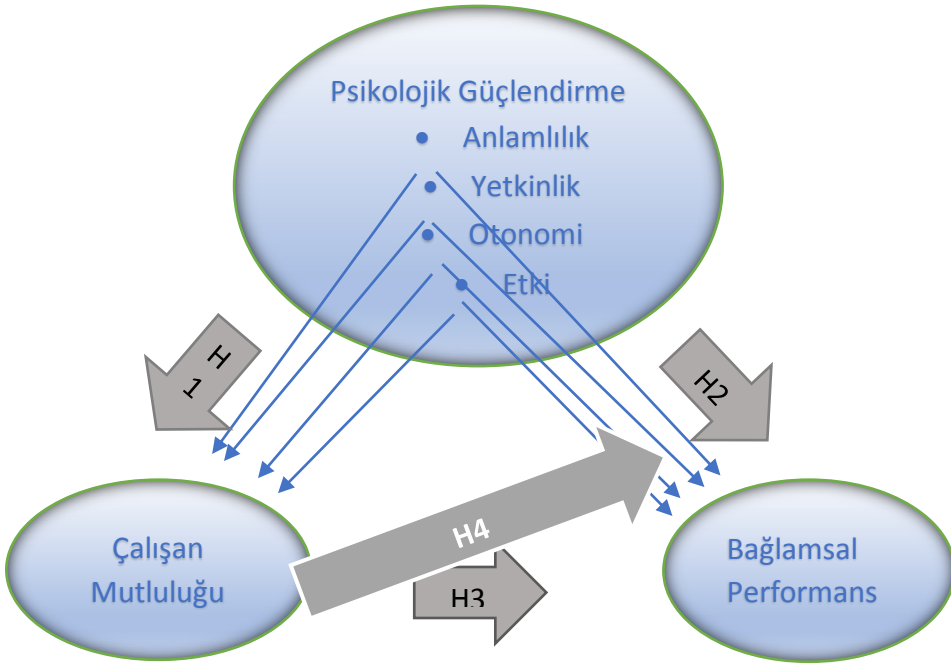 Psikolojik Güçlendirme
• Anlamlılık
• Yetkinlik
• Otonomi
• Etki
H
1
H2
H4
H3
Çalışan
Mutluluğu
Bağlamsal
Performans